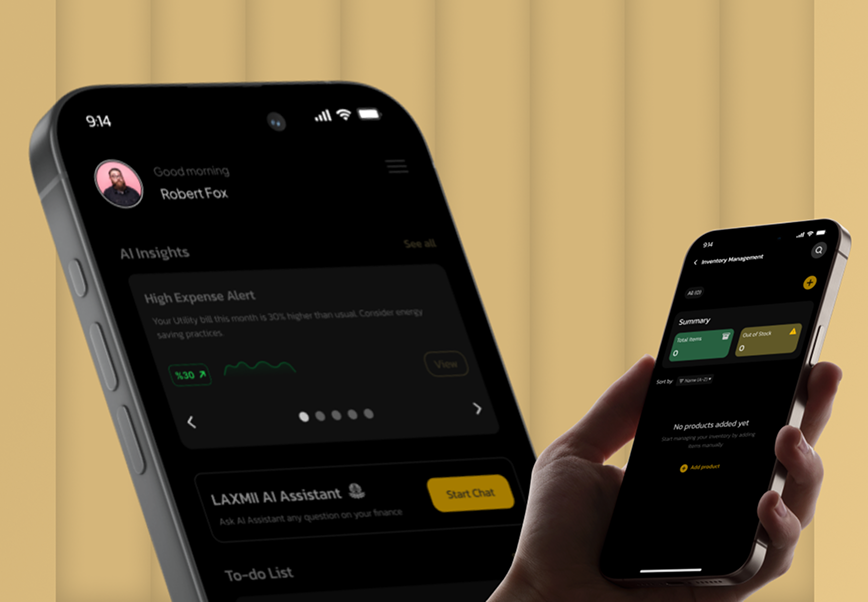 9:14
Good morning
Robert Fox
AI Insights
See all
High Expense Alert
Your Utility bill this month is 30% higher than usual. Consider energy
saving practices.
%30
View
LAXMII AI Assistant
Start Chat
Ask AI Assistant any question on your finance
To-do List
9:14
Inventory Management
All (0)
Summary
Total Items
0
Out of Stock
0
Sort by:
Name (A-Z)
No products added yet
Start managing your inventory by adding
items manually
Add product